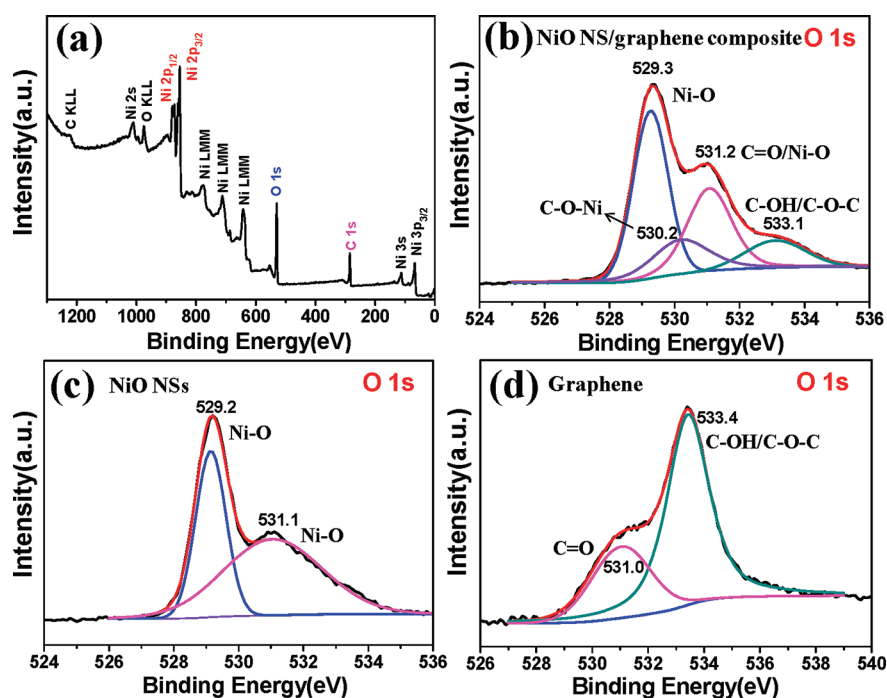 (a)
C KLL
Ni 2s
O KLL
Ni 2p1/2
Ni 2p3/2
Ni LMM
Ni LMM
Ni LMM
O 1s
C 1s
Ni 3s
Ni 3p3/2
Intensity(a.u.)
1200 1000 800 600 400 200 0
Binding Energy(eV)
(b) NiO NS/graphene composite O 1s
529.3
Ni-O
531.2 C=O/Ni-O
C-O-Ni
530.2
C-OH/C-O-C
533.1
Intensity(a.u.)
524 526 528 530 532 534 536
Binding Energy(eV)
(c) NiO NSs O 1s
529.2
Ni-O
531.1
Ni-O
Intensity(a.u.)
524 526 528 530 532 534 536
Binding Energy(eV)
(d) Graphene O 1s
533.4
C-OH/C-O-C
C=O
531.0
Intensity(a.u.)
526 528 530 532 534 536 538 540
Binding Energy(eV)